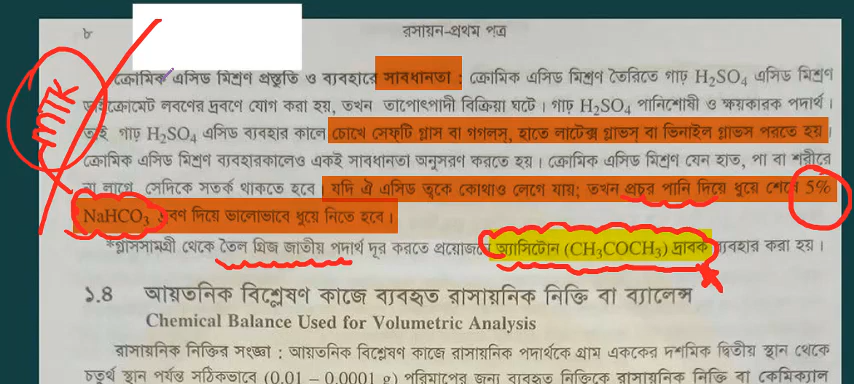 ৮ রসায়ন-প্রথম পত্র
ক্রোমিক এসিড মিশ্রণ প্রস্তুতি ও ব্যবহারে সাবধানতা : ক্রোমিক এসিড মিশ্রণ তৈরিতে গাঢ় H₂SO₄ এসিড মিশ্রণ
ডাইক্রোমেট লবণের দ্রবণে যোগ করা হয়, তখন তাপোৎপাদী বিক্রিয়া ঘটে। গাঢ় H₂SO₄ পানিশোষী ও ক্ষয়কারক পদার্থ।
তাই গাঢ় H₂SO₄ এসিড ব্যবহার কালে চোখে সেফ্‌টি গ্লাস বা গগলস্, হাতে লাটেক্স গ্লাভস্ বা ভিনাইল গ্লাভস পরতে হয়।
ক্রোমিক এসিড মিশ্রণ ব্যবহারকালেও একই সাবধানতা অনুসরণ করতে হয়। ক্রোমিক এসিড মিশ্রণ যেন হাত, পা বা শরীরে
না লাগে, সেদিকে সতর্ক থাকতে হবে। যদি ঐ এসিড ত্বকে কোথাও লেগে যায়; তখন প্রচুর পানি দিয়ে ধুয়ে শেষে 5%
NaHCO₃ দ্রবণ দিয়ে ভালোভাবে ধুয়ে নিতে হবে।
*গ্লাসসামগ্রী থেকে তৈল গ্রিজ জাতীয় পদার্থ দূর করতে প্রয়োজনে অ্যাসিটোন (CH₃COCH₃) দ্রাবক ব্যবহার করা হয়।
১.৪ আয়তনিক বিশ্লেষণ কাজে ব্যবহৃত রাসায়নিক নিক্তি বা ব্যালেন্স
Chemical Balance Used for Volumetric Analysis
রাসায়নিক নিক্তির সংজ্ঞা : আয়তনিক বিশ্লেষণ কাজে রাসায়নিক পদার্থকে গ্রাম এককের দশমিক দ্বিতীয় স্থান থেকে
চতুর্থ স্থান পর্যন্ত সঠিকভাবে (0.01 – 0.0001 g) পরিমাপের জন্য ব্যবহৃত নিক্তিকে রাসায়নিক নিক্তি বা কেমিক্যাল